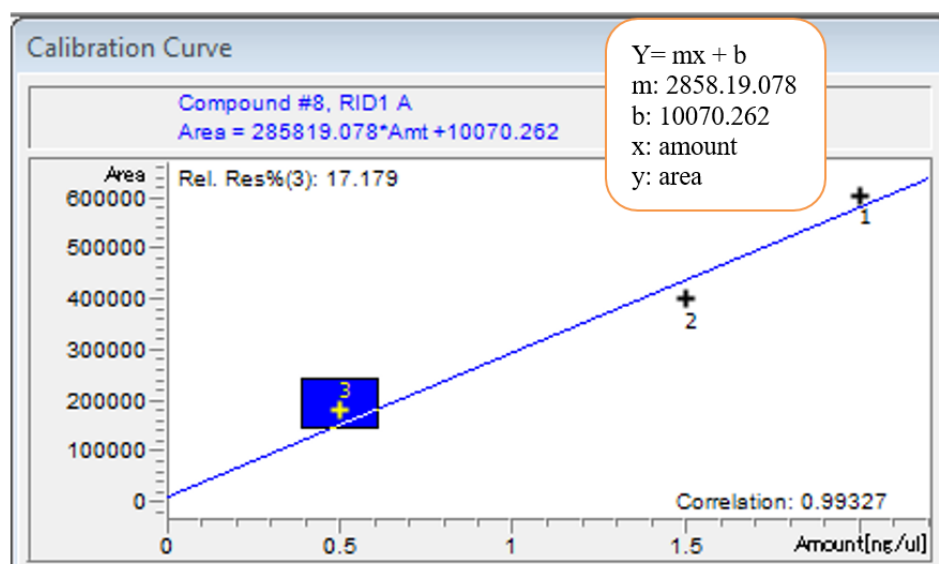 Calibration Curve
Y= mx + b
m: 2858.19.078
b: 10070.262
x: amount
y: area
Compound #8, RID1 A
Area = 285819.078*Amt +10070.262
Area
Rel. Res%(3): 17.179
600000
500000
400000
300000
200000
100000
0
1
2
3
Correlation: 0.99327
0
0.5
1
1.5
Amount[ng/ul]